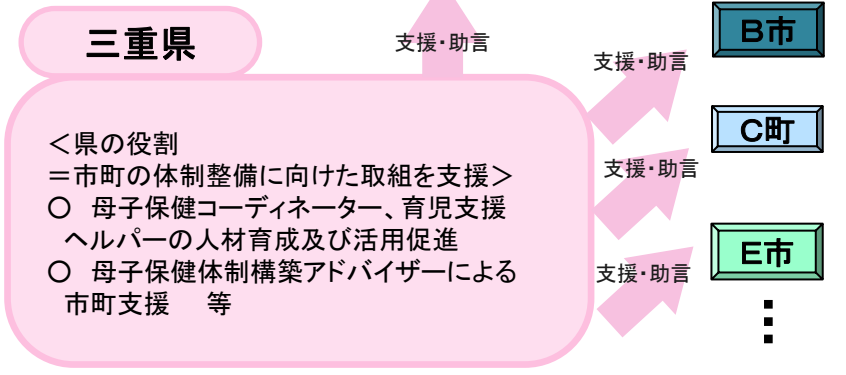 三重県
支援・助言
B市
支援・助言
C町
<県の役割
=市町の体制整備に向けた取組を支援>
〇 母子保健コーディネーター、育児支援
ヘルパーの人材育成及び活用促進
〇 母子保健体制構築アドバイザーによる
市町支援 等
支援・助言
E市
支援・助言
⋮